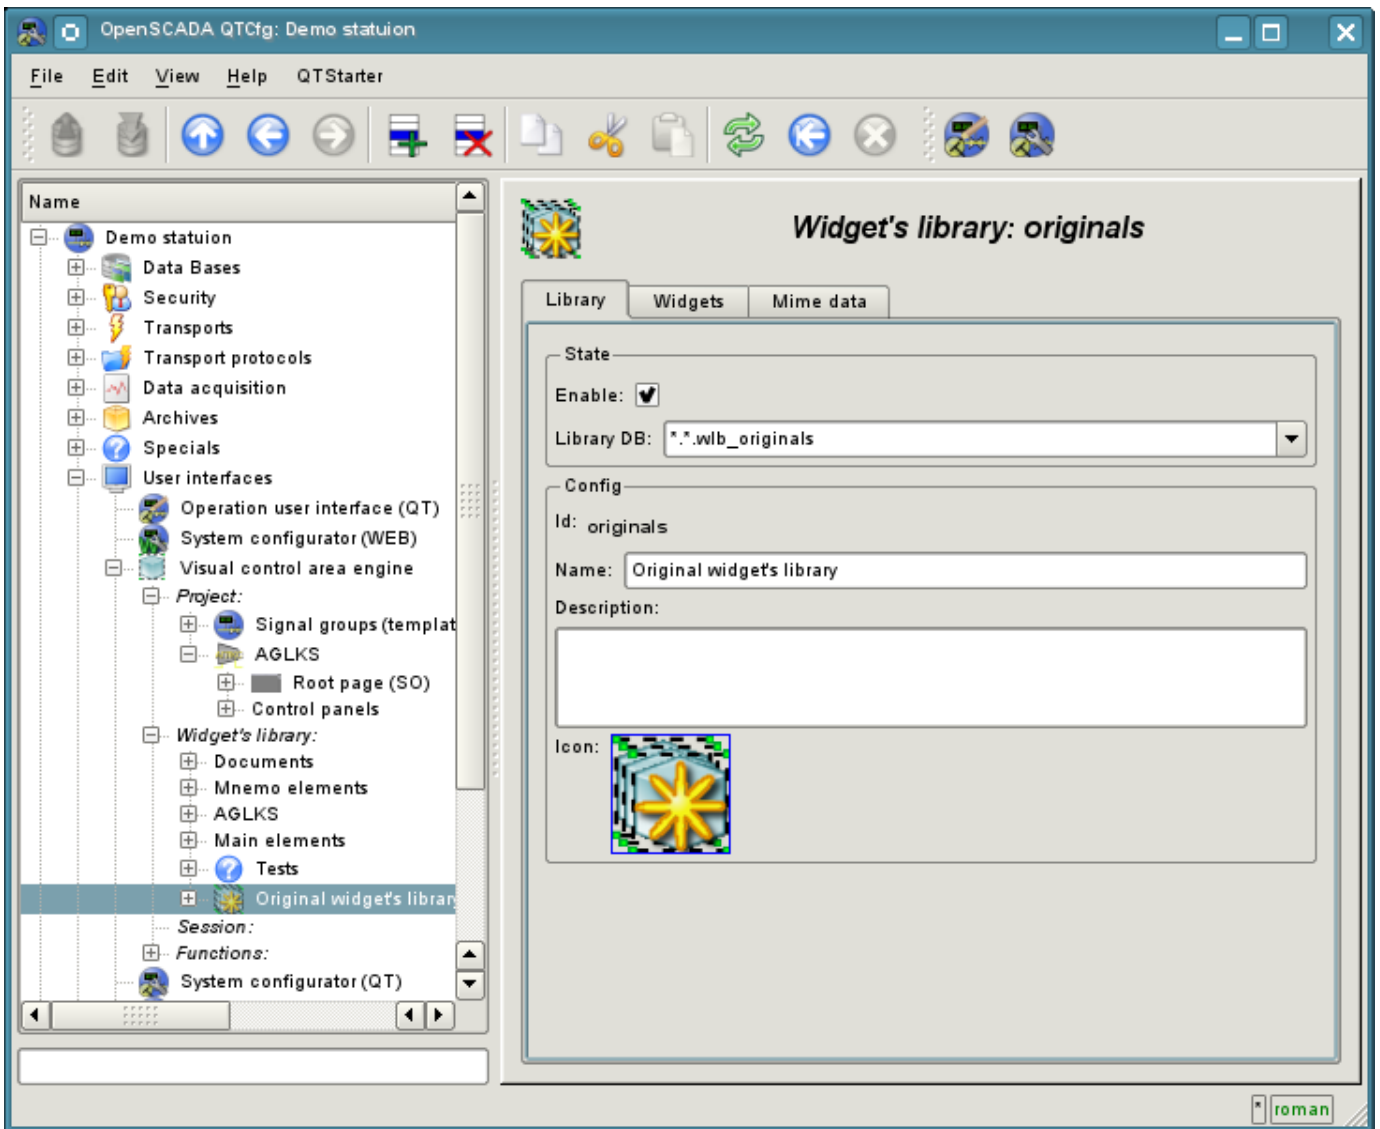 OpenSCADA QTCfg: Demo statuion
File Edit View Help QTStarter
Name
Demo statuion
Data Bases
Security
Transports
Transport protocols
Data acquisition
Archives
Specials
User interfaces
Operation user interface (QT)
System configurator (WEB)
Visual control area engine
Project:
Signal groups (templat
AGLKS
Root page (SO)
Control panels
Widget's library:
Documents
Mnemo elements
AGLKS
Main elements
Tests
Original widget's library
Session:
Functions:
System configurator (QT)
Widget's library: originals
Library Widgets Mime data
State
Enable:
Library DB: *.*.wlb_originals
Config
Id: originals
Name: Original widget's library
Description:
Icon:
* roman